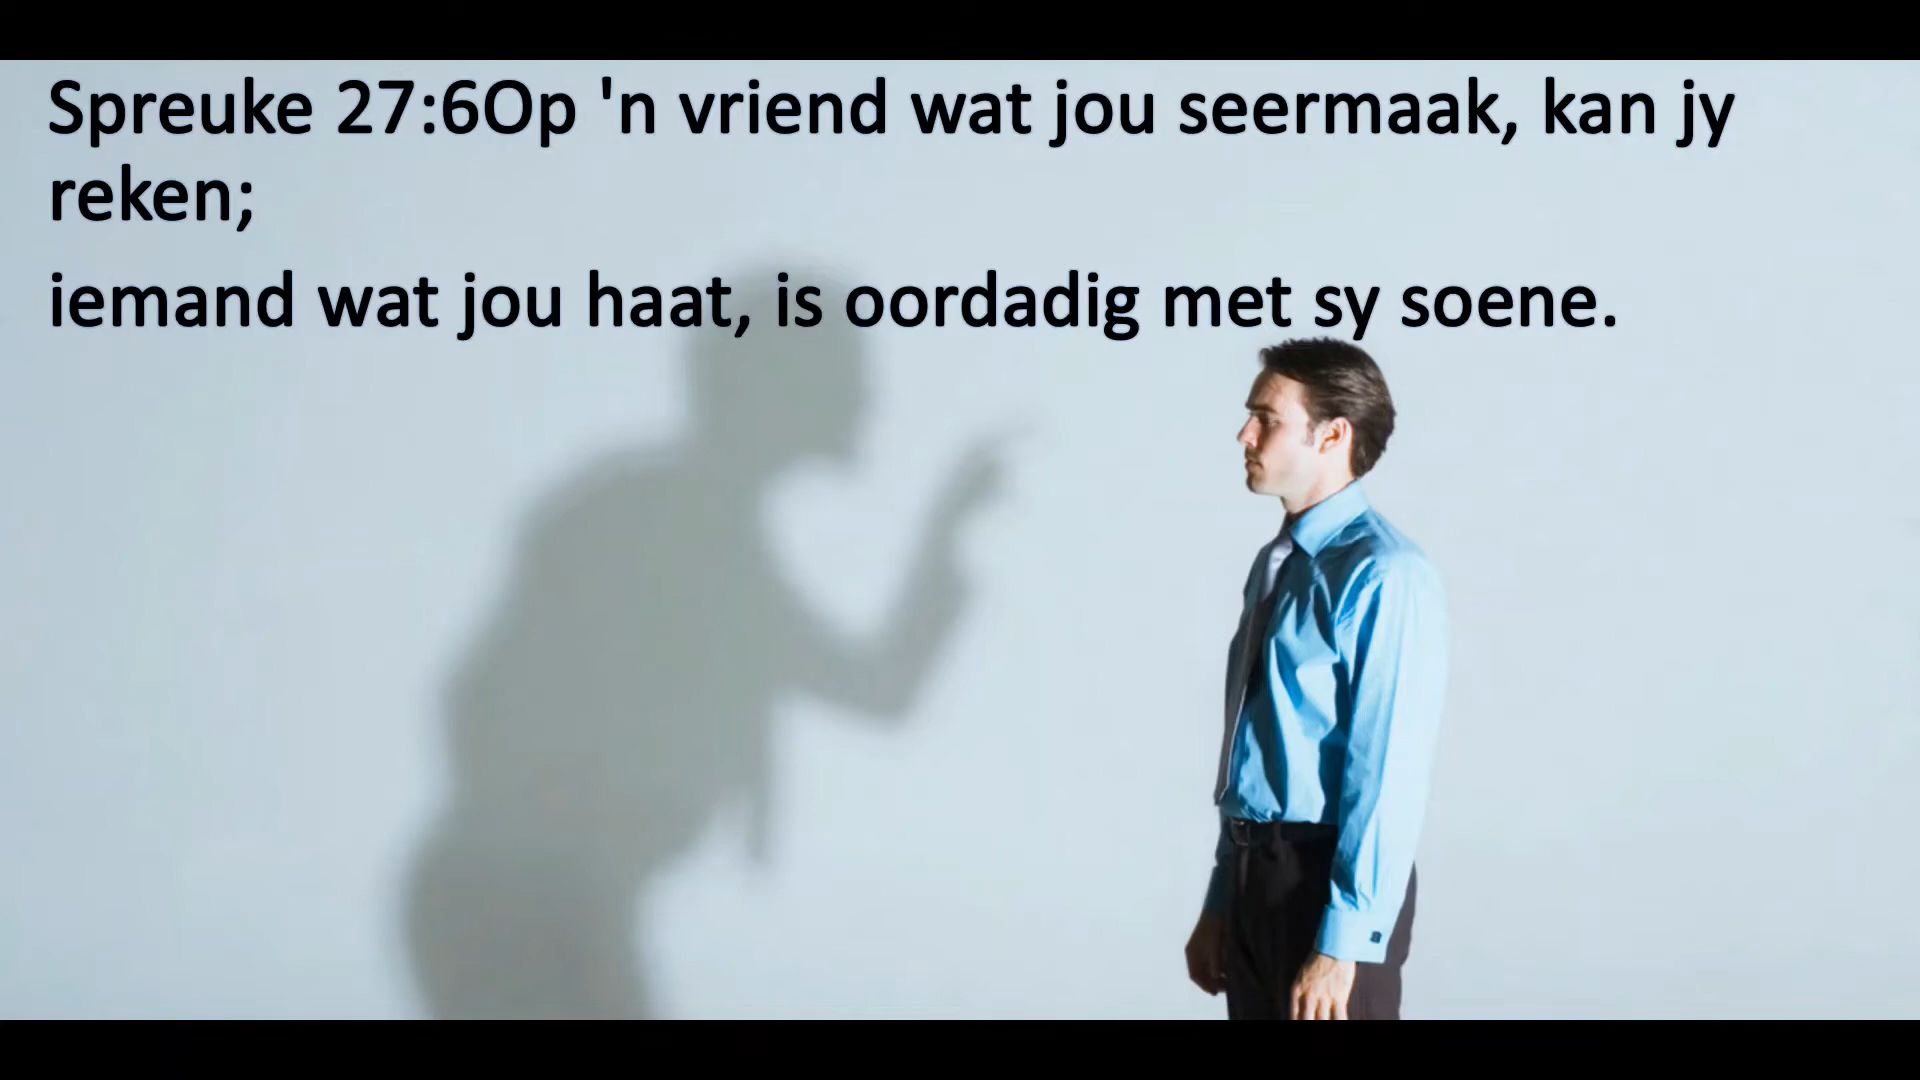 Spreuke 27:6Op 'n vriend wat jou seermaak, kan jy
reken;
iemand wat jou haat, is oordadig met sy soene.